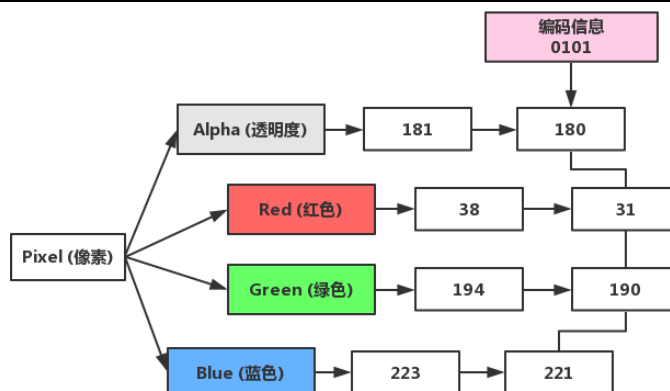 编码信息
0101
Alpha (透明度)
181
180
Red (红色)
38
31
Pixel (像素)
Green (绿色)
194
190
Blue (蓝色)
223
221